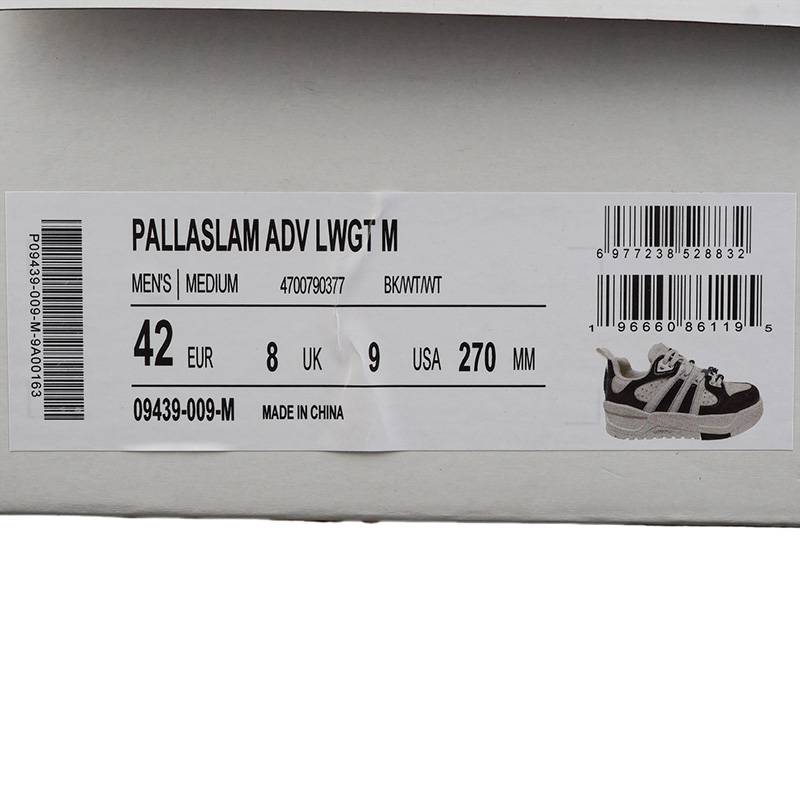 P09439-009-M-9A00163
PALLASLAM ADV LWGT M
MEN'S | MEDIUM 4700790377 BK/WT/WT
42 EUR 8 UK 9 USA 270 MM
09439-009-M MADE IN CHINA
6 977238 528832
1 96660 86119 5